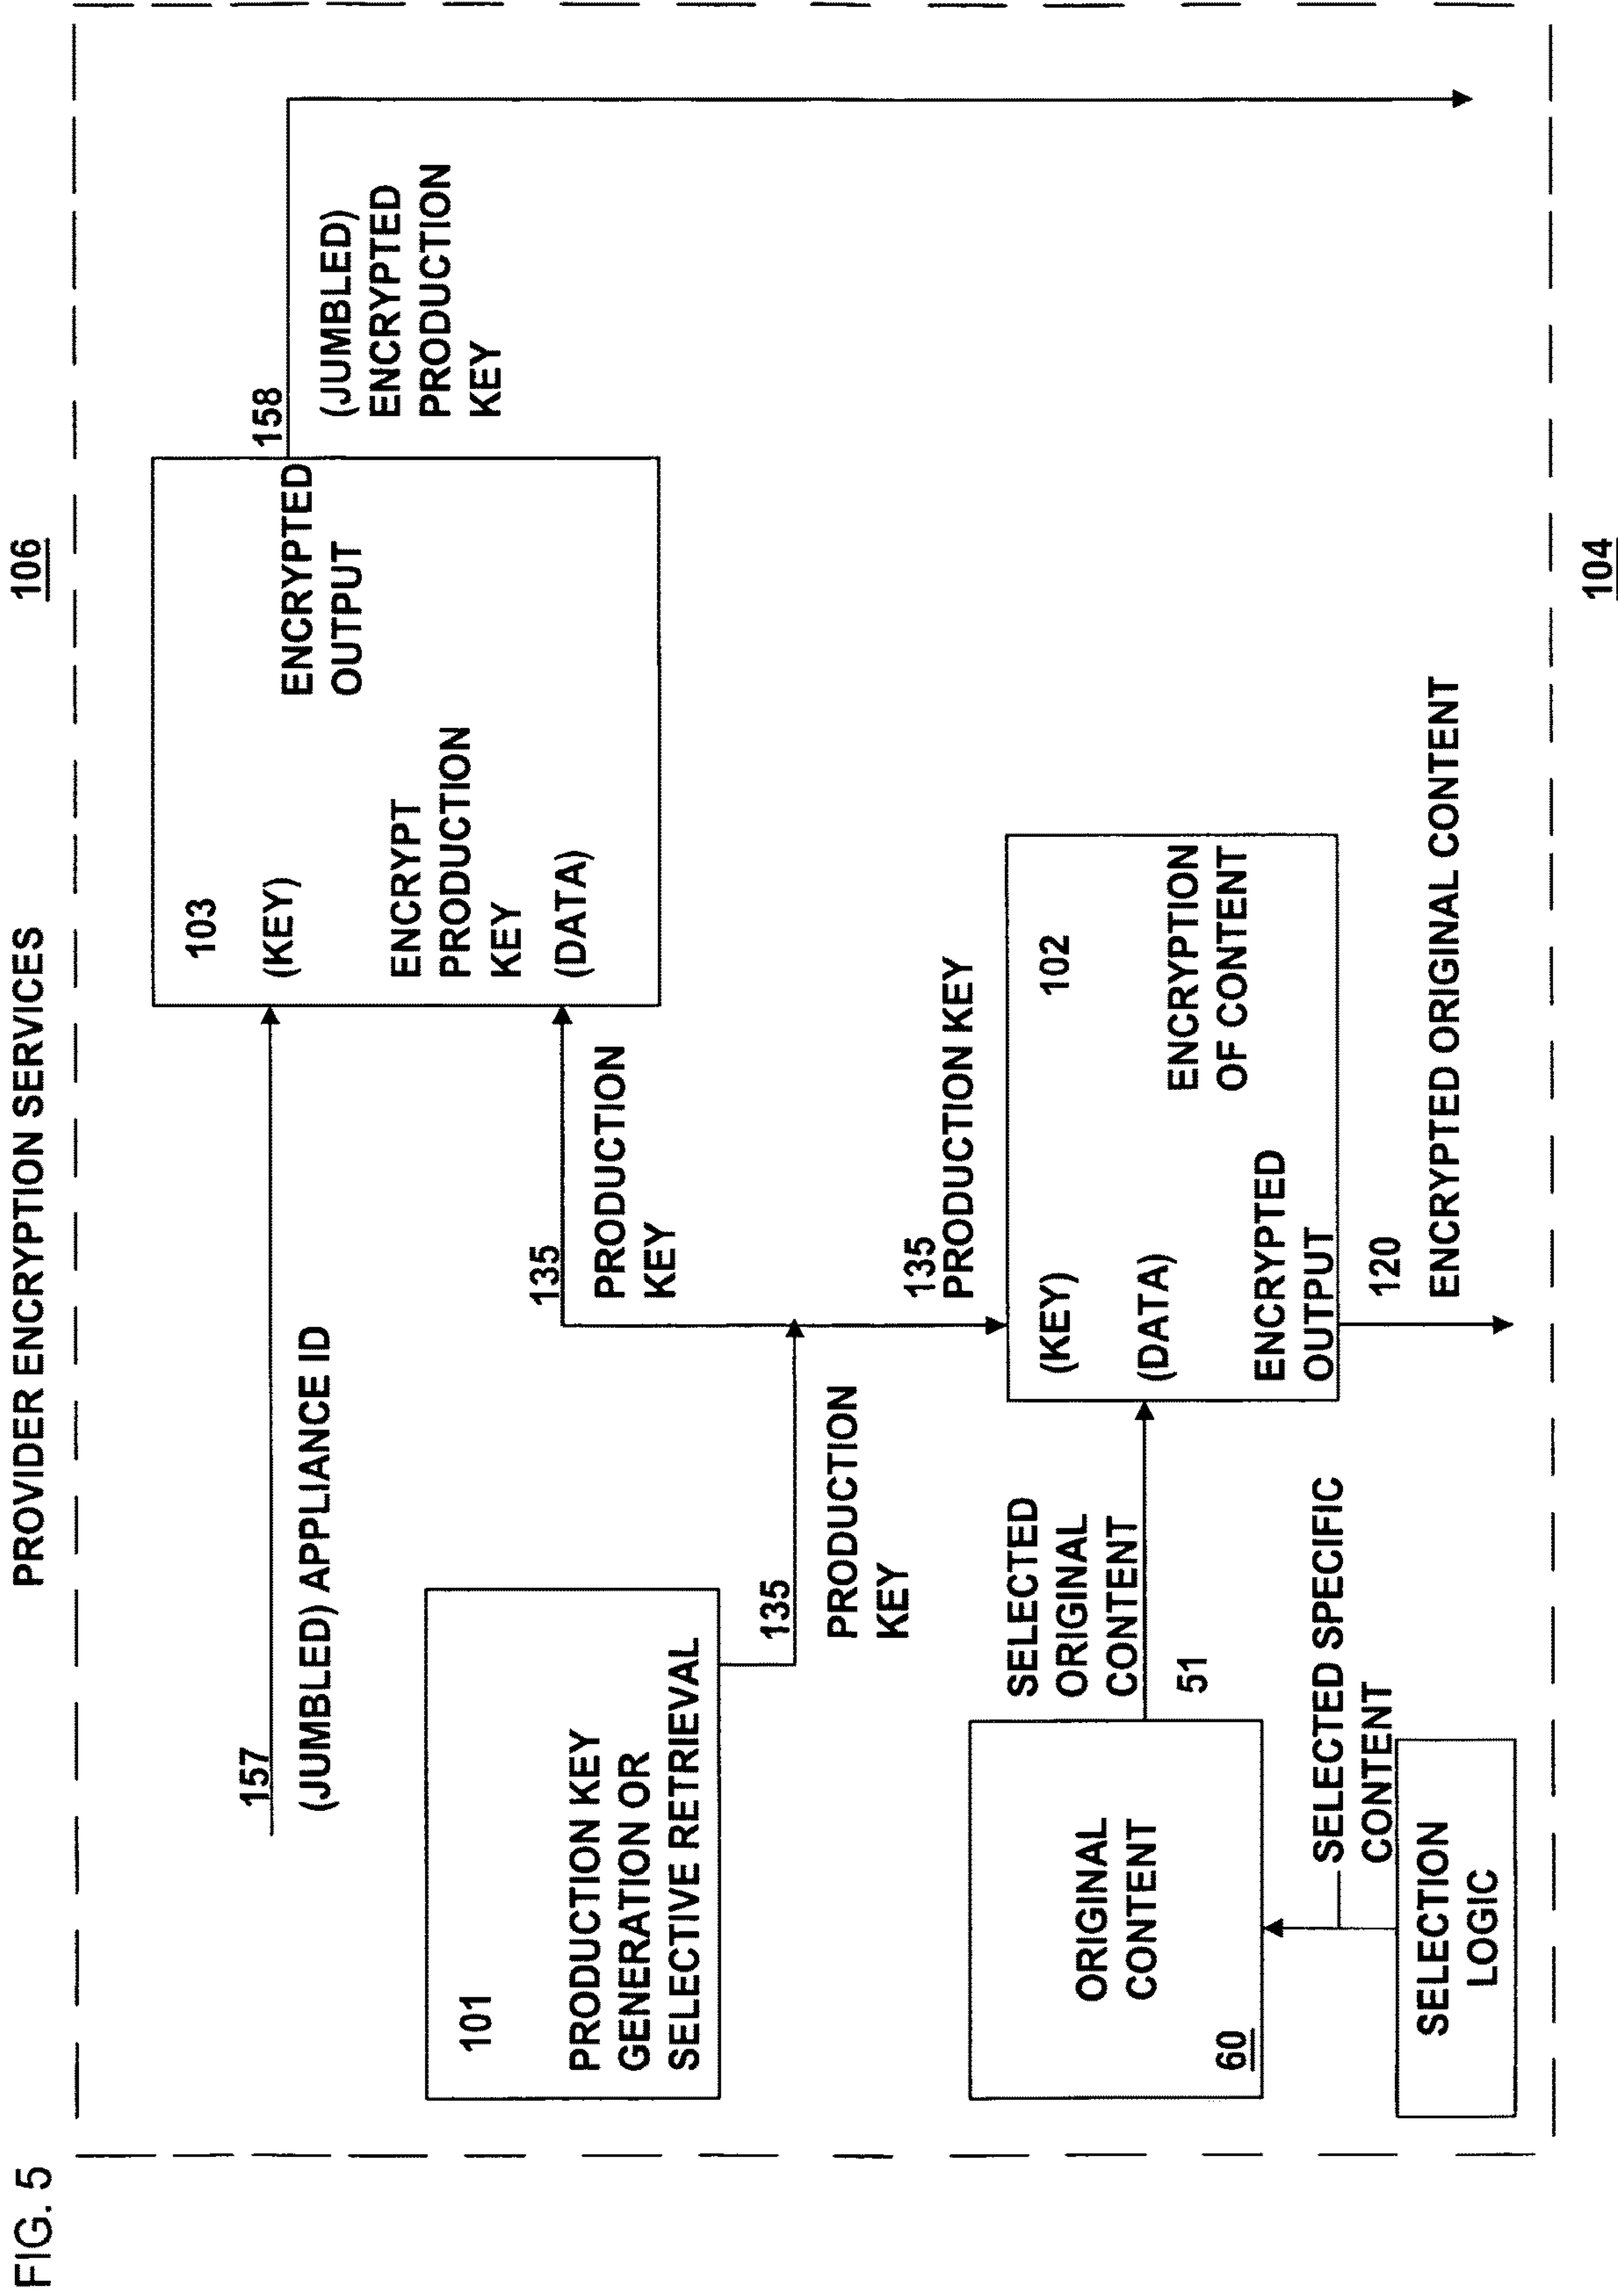 FIG. 5
PROVIDER ENCRYPTION SERVICES
106
157
(JUMBLED) APPLIANCE ID
103
(KEY)
ENCRYPT
PRODUCTION
KEY
(DATA)
ENCRYPTED
OUTPUT
158
(JUMBLED)
ENCRYPTED
PRODUCTION
KEY
101
PRODUCTION KEY
GENERATION OR
SELECTIVE RETRIEVAL
135
PRODUCTION
KEY
135
PRODUCTION
KEY
135
PRODUCTION KEY
ORIGINAL
CONTENT
60
SELECTED
ORIGINAL
CONTENT
51
102
(KEY)
(DATA)
ENCRYPTION
OF CONTENT
ENCRYPTED
OUTPUT
120
ENCRYPTED ORIGINAL CONTENT
SELECTED SPECIFIC
CONTENT
SELECTION
LOGIC
104